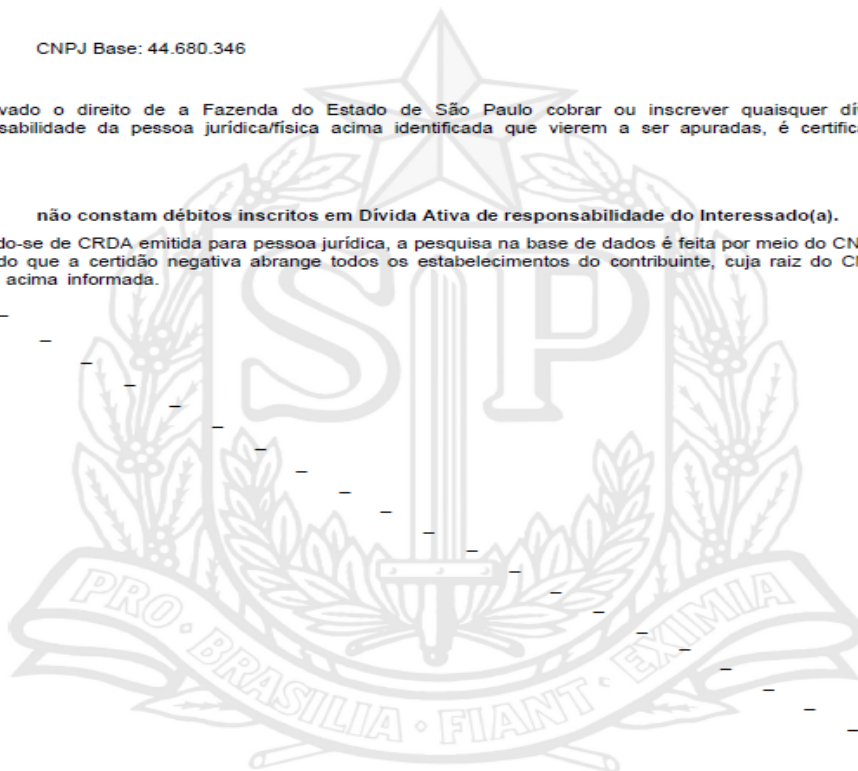 CNPJ Base: 44.680.346
vado o direito de a Fazenda do Estado de São Paulo cobrar ou inscrever quaisquer dí
sabilidade da pessoa jurídica/física acima identificada que vierem a ser apuradas, é certific
não constam débitos inscritos em Dívida Ativa de responsabilidade do Interessado(a).
do-se de CRDA emitida para pessoa jurídica, a pesquisa na base de dados é feita por meio do CN
do que a certidão negativa abrange todos os estabelecimentos do contribuinte, cuja raiz do C
acima informada.
SP
PRO · BRASILIA · FIANT · EXIMIA